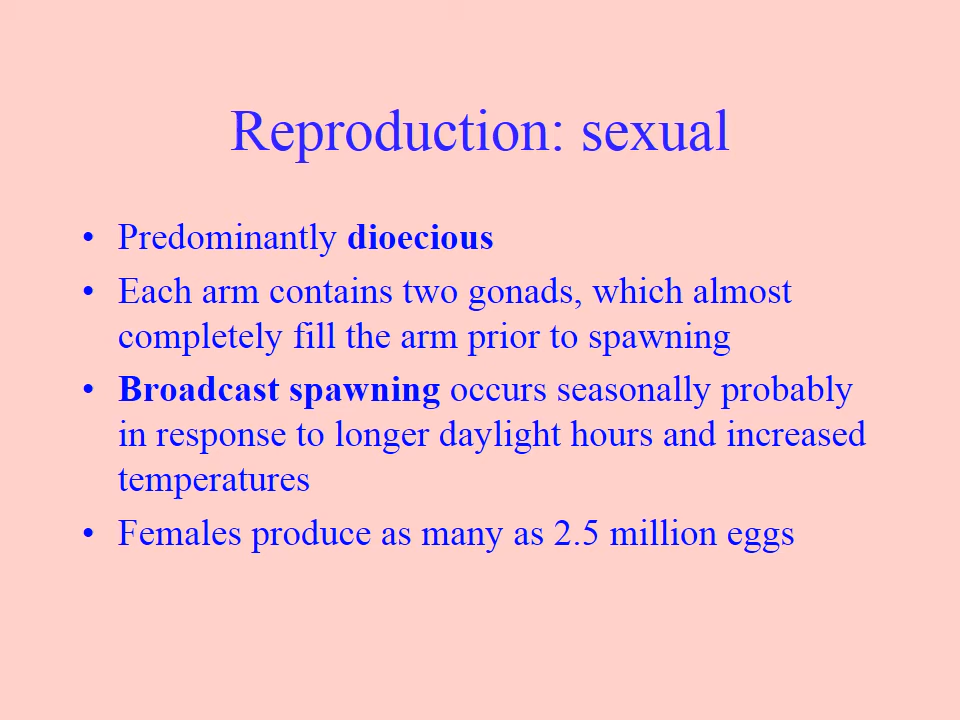 Reproduction: sexual
• Predominantly dioecious
• Each arm contains two gonads, which almost
completely fill the arm prior to spawning
• Broadcast spawning occurs seasonally probably
in response to longer daylight hours and increased
temperatures
• Females produce as many as 2.5 million eggs